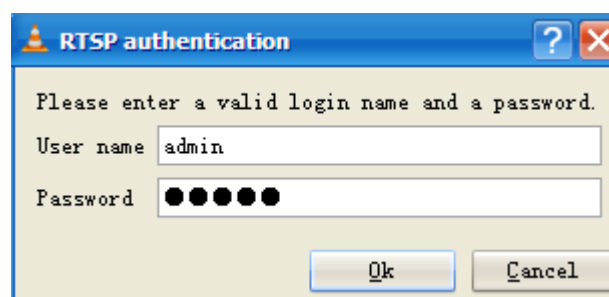 RTSP authentication
Please enter a valid login name and a password.
User name admin
Password ●●●●●
Ok Cancel